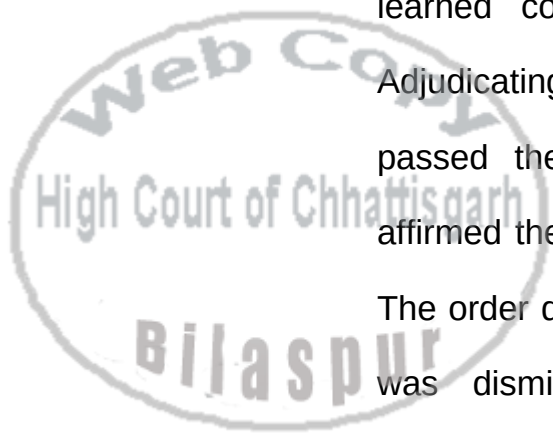 learned co
Adjudicating
passed the
affirmed the
The order d
was dismi
Web Copy
High Court of Chhattisgarh
Bilaspur